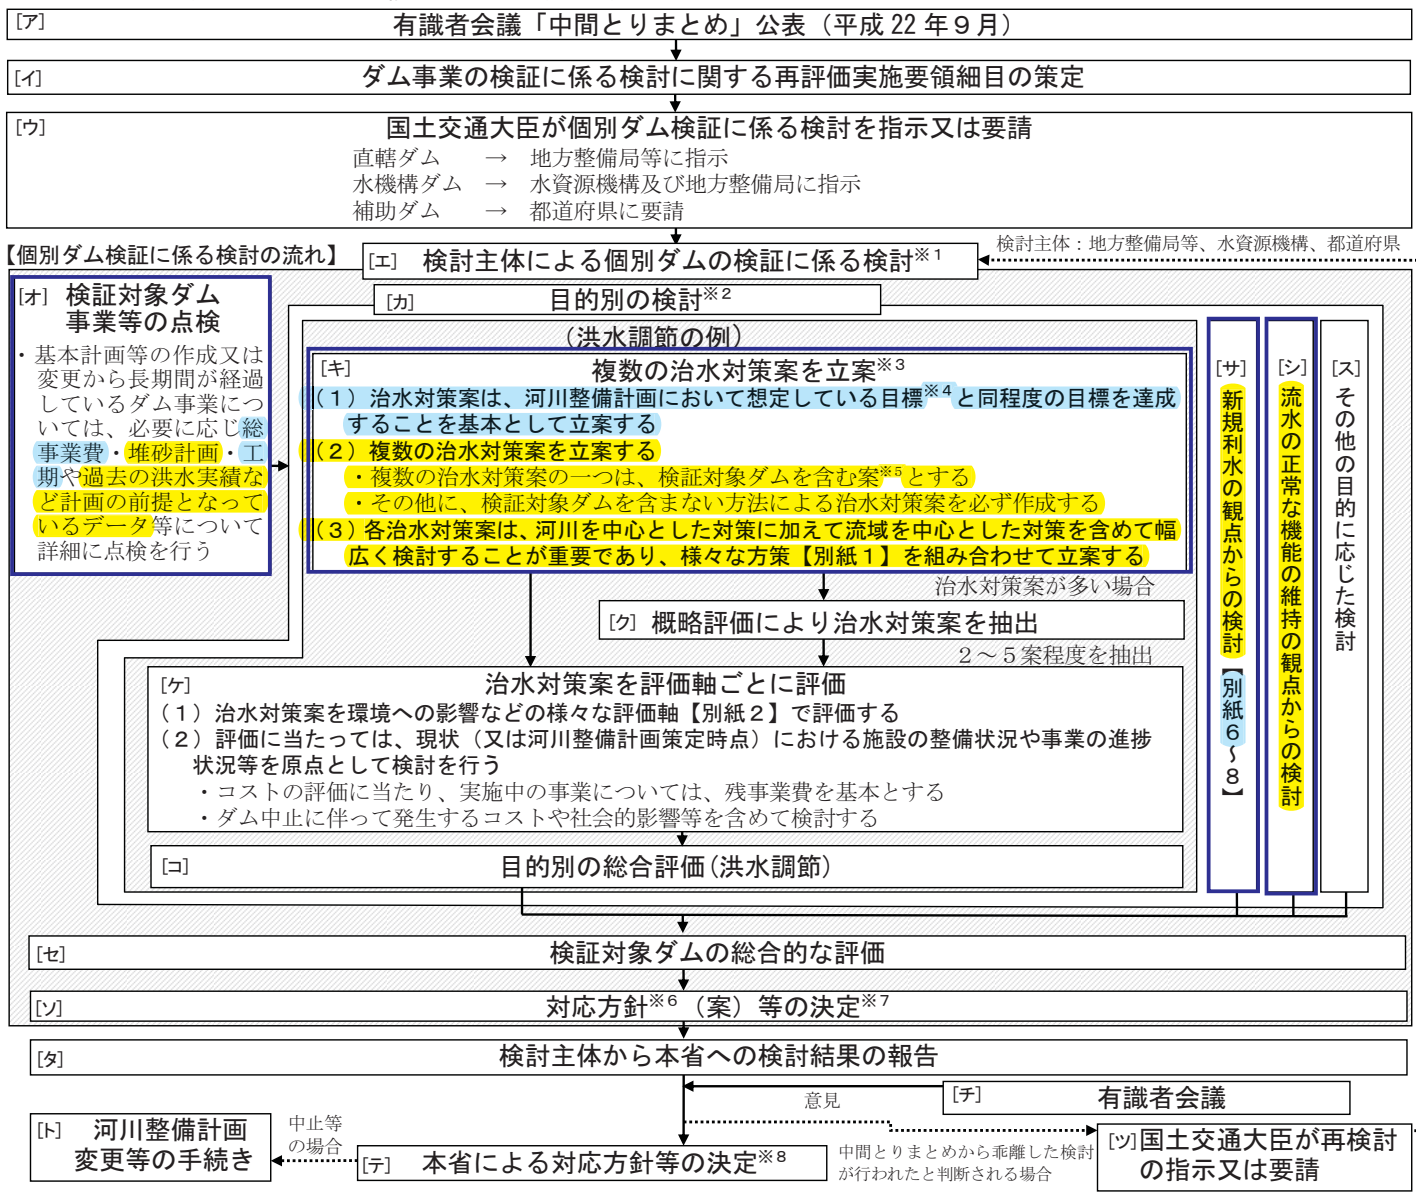 [ア] 有識者会議「中間とりまとめ」公表（平成22年９月）
[イ] ダム事業の検証に係る検討に関する再評価実施要領細目の策定
[ウ] 国土交通大臣が個別ダム検証に係る検討を指示又は要請
直轄ダム → 地方整備局等に指示
水機構ダム → 水資源機構及び地方整備局に指示
補助ダム → 都道府県に要請
【個別ダム検証に係る検討の流れ】
[エ] 検討主体による個別ダムの検証に係る検討※１
検討主体：地方整備局等、水資源機構、都道府県
[オ] 検証対象ダム
事業等の点検
・基本計画等の作成又は
変更から長期間が経過
しているダム事業につ
いては、必要に応じ総
事業費・堆砂計画・工
期や過去の洪水実績な
ど計画の前提となって
いるデータ等について
詳細に点検を行う
[カ] 目的別の検討※２
(洪水調節の例)
[キ] 複数の治水対策案を立案※３
(１）治水対策案は、河川整備計画において想定している目標※４と同程度の目標を達成
することを基本として立案する
(２）複数の治水対策案を立案する
・複数の治水対策案の一つは、検証対象ダムを含む案※５とする
・その他に、検証対象ダムを含まない方法による治水対策案を必ず作成する
(３）各治水対策案は、河川を中心とした対策に加えて流域を中心とした対策を含めて幅
広く検討することが重要であり、様々な方策【別紙１】を組み合わせて立案する
治水対策案が多い場合
[ク] 概略評価により治水対策案を抽出
２～５案程度を抽出
[ケ] 治水対策案を評価軸ごとに評価
（１）治水対策案を環境への影響などの様々な評価軸【別紙２】で評価する
（２）評価に当たっては、現状（又は河川整備計画策定時点）における施設の整備状況や事業の進捗
状況等を原点として検討を行う
・コストの評価に当たり、実施中の事業については、残事業費を基本とする
・ダム中止に伴って発生するコストや社会的影響等を含めて検討する
[コ] 目的別の総合評価(洪水調節)
[サ] 新規利水の観点からの検討【別紙６～８】
[シ] 流水の正常な機能の維持の観点からの検討
[ス] その他の目的に応じた検討
[セ] 検証対象ダムの総合的な評価
[ソ] 対応方針※６（案）等の決定※７
[タ] 検討主体から本省への検討結果の報告
[チ] 有識者会議
意見
[ト] 河川整備計画
変更等の手続き
中止等
の場合
[テ] 本省による対応方針等の決定※８
中間とりまとめから乖離した検討
が行われたと判断される場合
[ツ]国土交通大臣が再検討
の指示又は要請